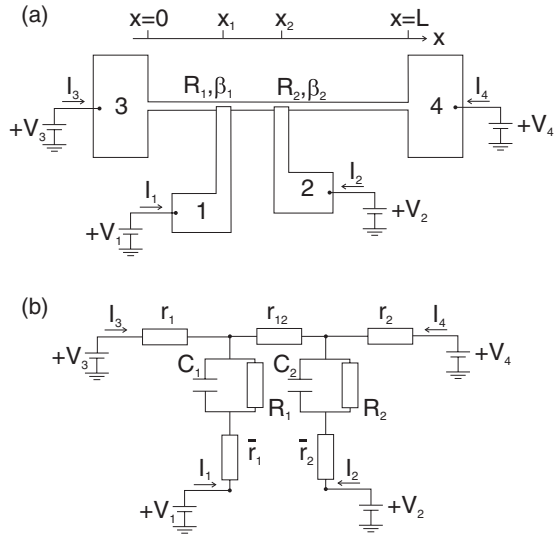 (a)
x=0 x₁ x₂ x=L
x
I₃ R₁,β₁ R₂,β₂ I₄
3 4
+V₃ +V₄
I₁ I₂
1 2
+V₁ +V₂
(b)
I₃ r₁ r₁₂ r₂ I₄
+V₃ C₁ C₂ +V₄
R₁ R₂
I₁ r̄₁ r̄₂ I₂
+V₁ +V₂